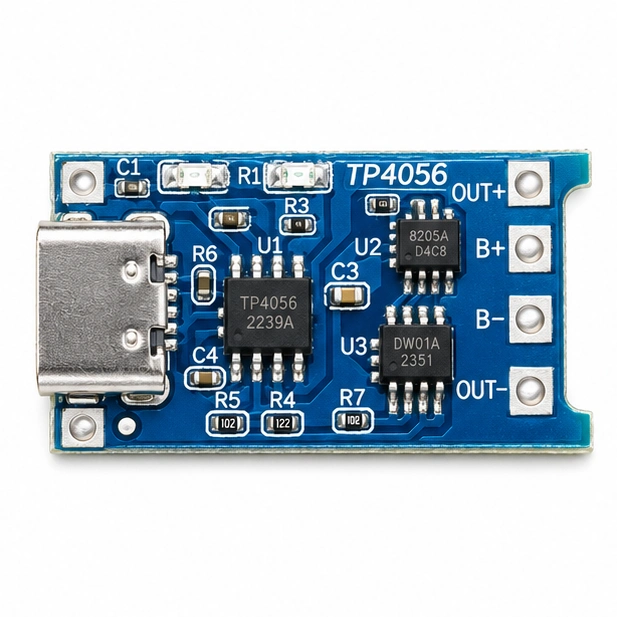 C1
R1
TP4056
OUT+
R3
U1
U2
8205A
D4C8
B+
R6
C3
TP4056
2239A
B-
U3
DW01A
2351
C4
OUT-
R5
R4
R7
102
122
102